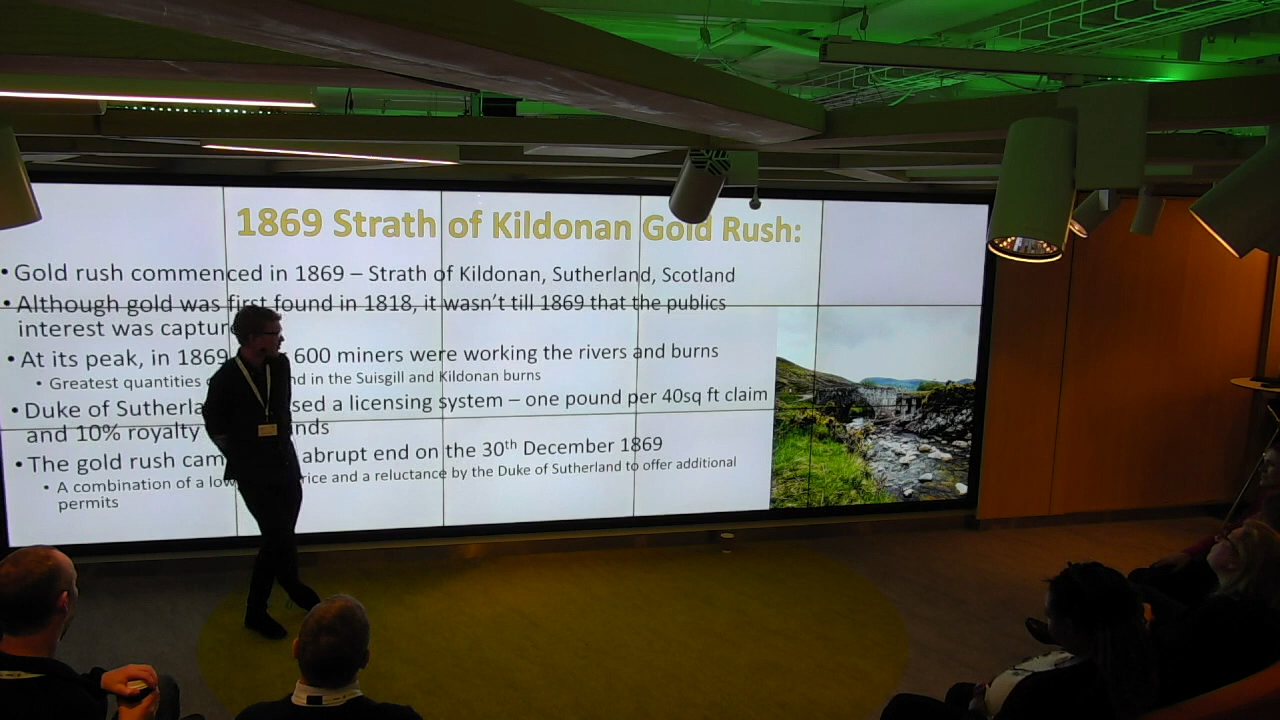 1869 Strath of Kildonan Gold Rush:
• Gold rush commenced in 1869 – Strath of Kildonan, Sutherland, Scotland
• Although gold was first found in 1818, it wasn't till 1869 that the publics
interest was captur
• At its peak, in 1869 600 miners were working the rivers and burns
• Greatest quantities nd in the Suisgill and Kildonan burns
• Duke of Sutherla sed a licensing system – one pound per 40sq ft claim
and 10% royalty nds
• The gold rush cam abrupt end on the 30th December 1869
• A combination of a low rice and a reluctance by the Duke of Sutherland to offer additional
permits